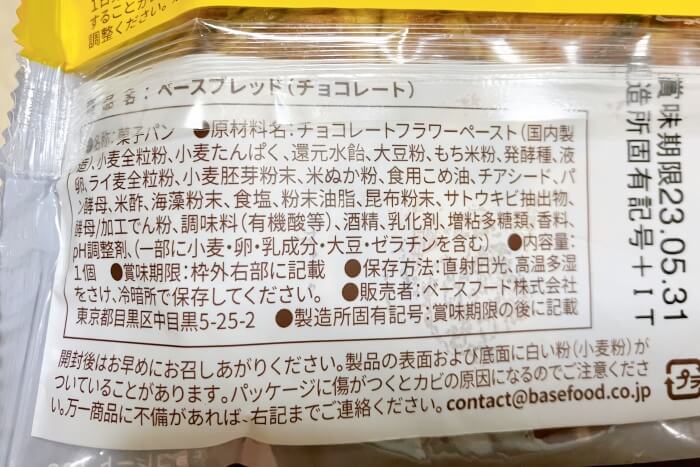 することが
調整ください。
商品名：ベースブレッド（チョコレート）
●名称：菓子パン ●原材料名：チョコレートフラワーペースト（国内製
造）、小麦全粒粉、小麦たんぱく、還元水飴、大豆粉、もち米粉、発酵種、液
卵、ライ麦全粒粉、小麦胚芽粉末、米ぬか粉、食用こめ油、チアシード、パ
ン酵母、米酢、海藻粉末、食塩、粉末油脂、昆布粉末、サトウキビ抽出物、
酵母/加工でん粉、調味料（有機酸等）、酒精、乳化剤、増粘多糖類、香料、
pH調整剤、（一部に小麦・卵・乳成分・大豆・ゼラチンを含む） ●内容量：
1個 ●賞味期限：枠外右部に記載 ●保存方法：直射日光、高温多湿
をさけ、冷暗所で保存してください。 ●販売者：ベースフード株式会社
東京都目黒区中目黒5-25-2 ●製造所固有記号：賞味期限の後に記載
開封後はお早めにお召しあがりください。製品の表面および底面に白い粉（小麦粉）が
ついていることがあります。パッケージに傷がつくとカビの原因になるのでご注意くださ
い。万一商品に不備があれば、右記までご連絡ください。contact@basefood.co.jp
賞味期限23.05.31
造所固有記号＋IT
プラ